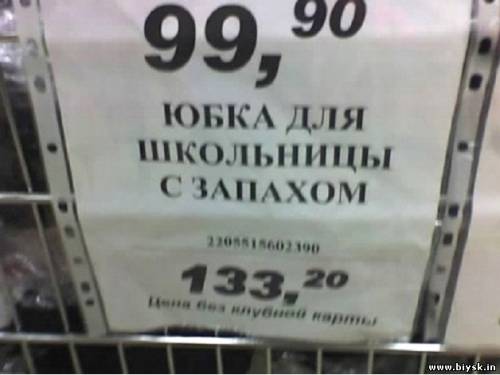 99,90
ЮБКА ДЛЯ
ШКОЛЬНИЦЫ
С ЗАПАХОМ
2205515602390
133,20
Цена без клубной карты
www.biysk.in